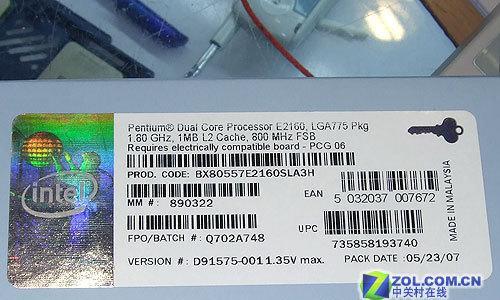 Pentium® Dual Core Processor E2160, LGA775 Pkg
1.80 GHz, 1MB L2 Cache, 800 MHz FSB
Requires electrically compatible board - PCG 06
PROD. CODE: BX80557E2160SLA3H
MM #: 890322
EAN
5 032037 007672
UPC
735858193740
FPO/BATCH #: Q702A748
VERSION #: D91575-001 1.35V max.
PACK DATE: 05/23/07
MADE IN MALAYSIA
intel
ZOL.COM.CN
中关村在线